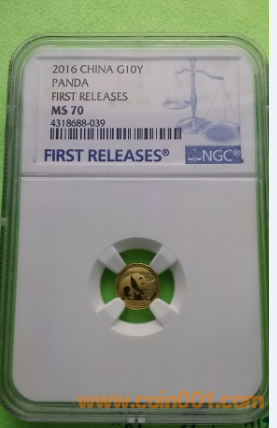 2016 CHINA G10Y
PANDA
FIRST RELEASES
MS 70
4318688-039
FIRST RELEASES®
NGC®
www.coin001.com